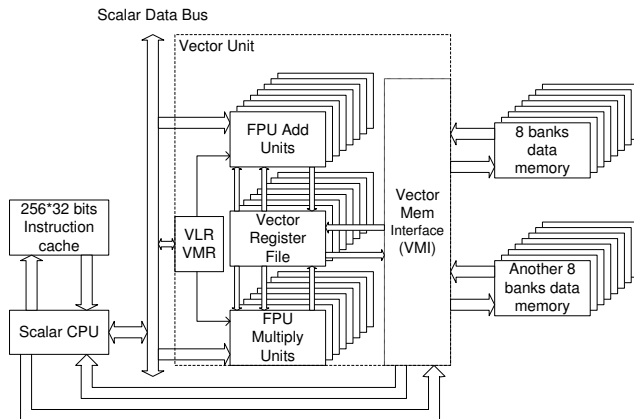 Scalar Data Bus
Vector Unit
FPU Add
Units
8 banks
data
memory
Vector
Mem
Interface
(VMI)
256*32 bits
Instruction
cache
VLR
VMR
Vector
Register
File
Another 8
banks data
memory
Scalar CPU
FPU
Multiply
Units